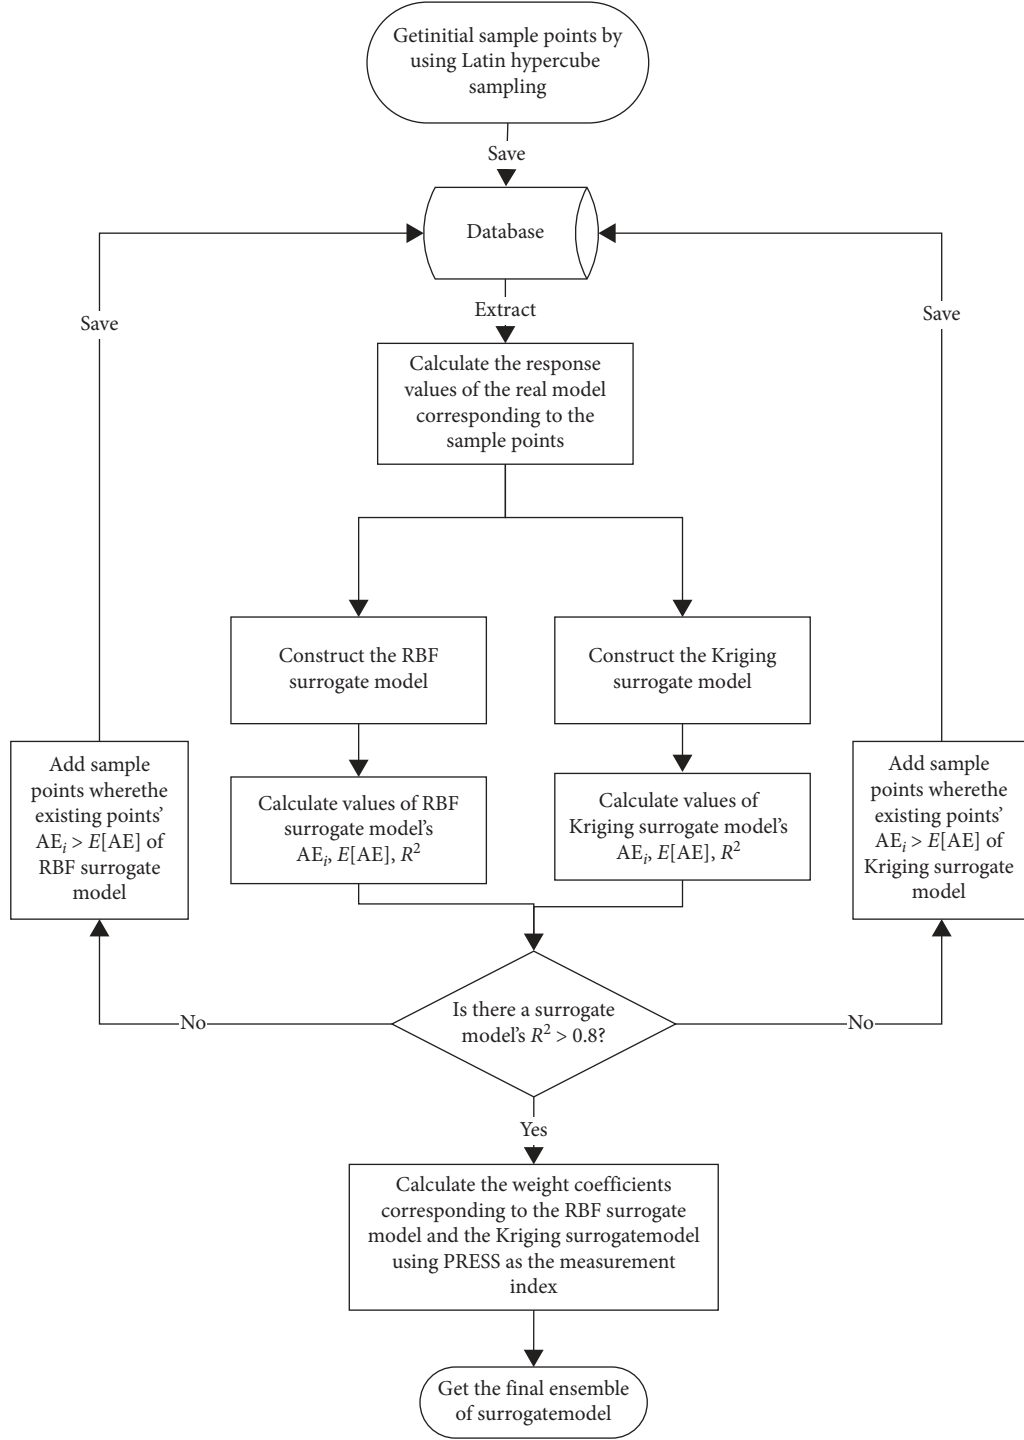 Getinitial sample points by
using Latin hypercube
sampling
Save
Database
Extract
Save
Save
Calculate the response
values of the real model
corresponding to the
sample points
Construct the RBF
surrogate model
Construct the Kriging
surrogate model
Add sample
points wherethe
existing points'
AEᵢ > E[AE] of
RBF surrogate
model
Calculate values of RBF
surrogate model's
AEᵢ, E[AE], R²
Calculate values of
Kriging surrogate model's
AEᵢ, E[AE], R²
Add sample
points wherethe
existing points'
AEᵢ > E[AE] of
Kriging surrogate
model
Is there a surrogate
model's R² > 0.8?
No
No
Yes
Calculate the weight coefficients
corresponding to the RBF surrogate
model and the Kriging surrogatemodel
using PRESS as the measurement
index
Get the final ensemble
of surrogatemodel